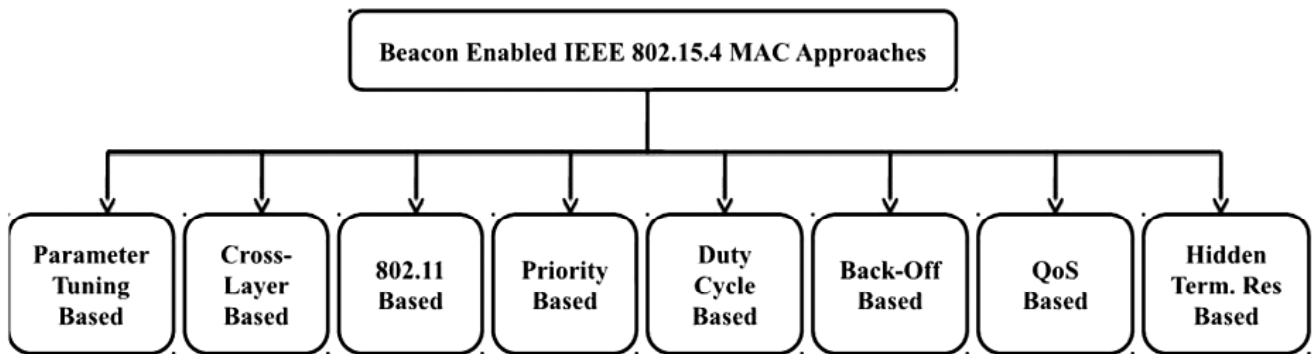 Beacon Enabled IEEE 802.15.4 MAC Approaches
Parameter
Tuning
Based
Cross-
Layer
Based
802.11
Based
Priority
Based
Duty
Cycle
Based
Back-Off
Based
QoS
Based
Hidden
Term. Res
Based